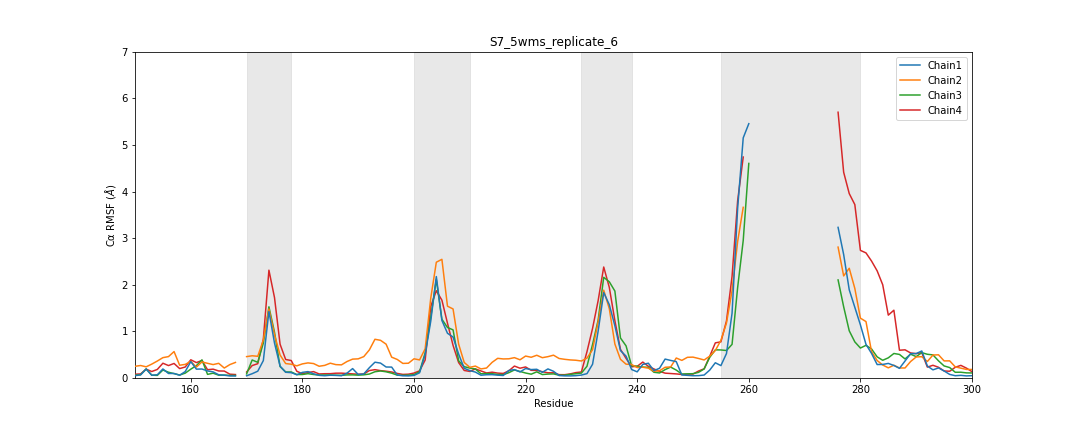 S7_5wms_replicate_6
Cα RMSF (Å)
7
6
5
4
3
2
1
0
Chain1
Chain2
Chain3
Chain4
160
180
200
220
240
260
280
300
Residue